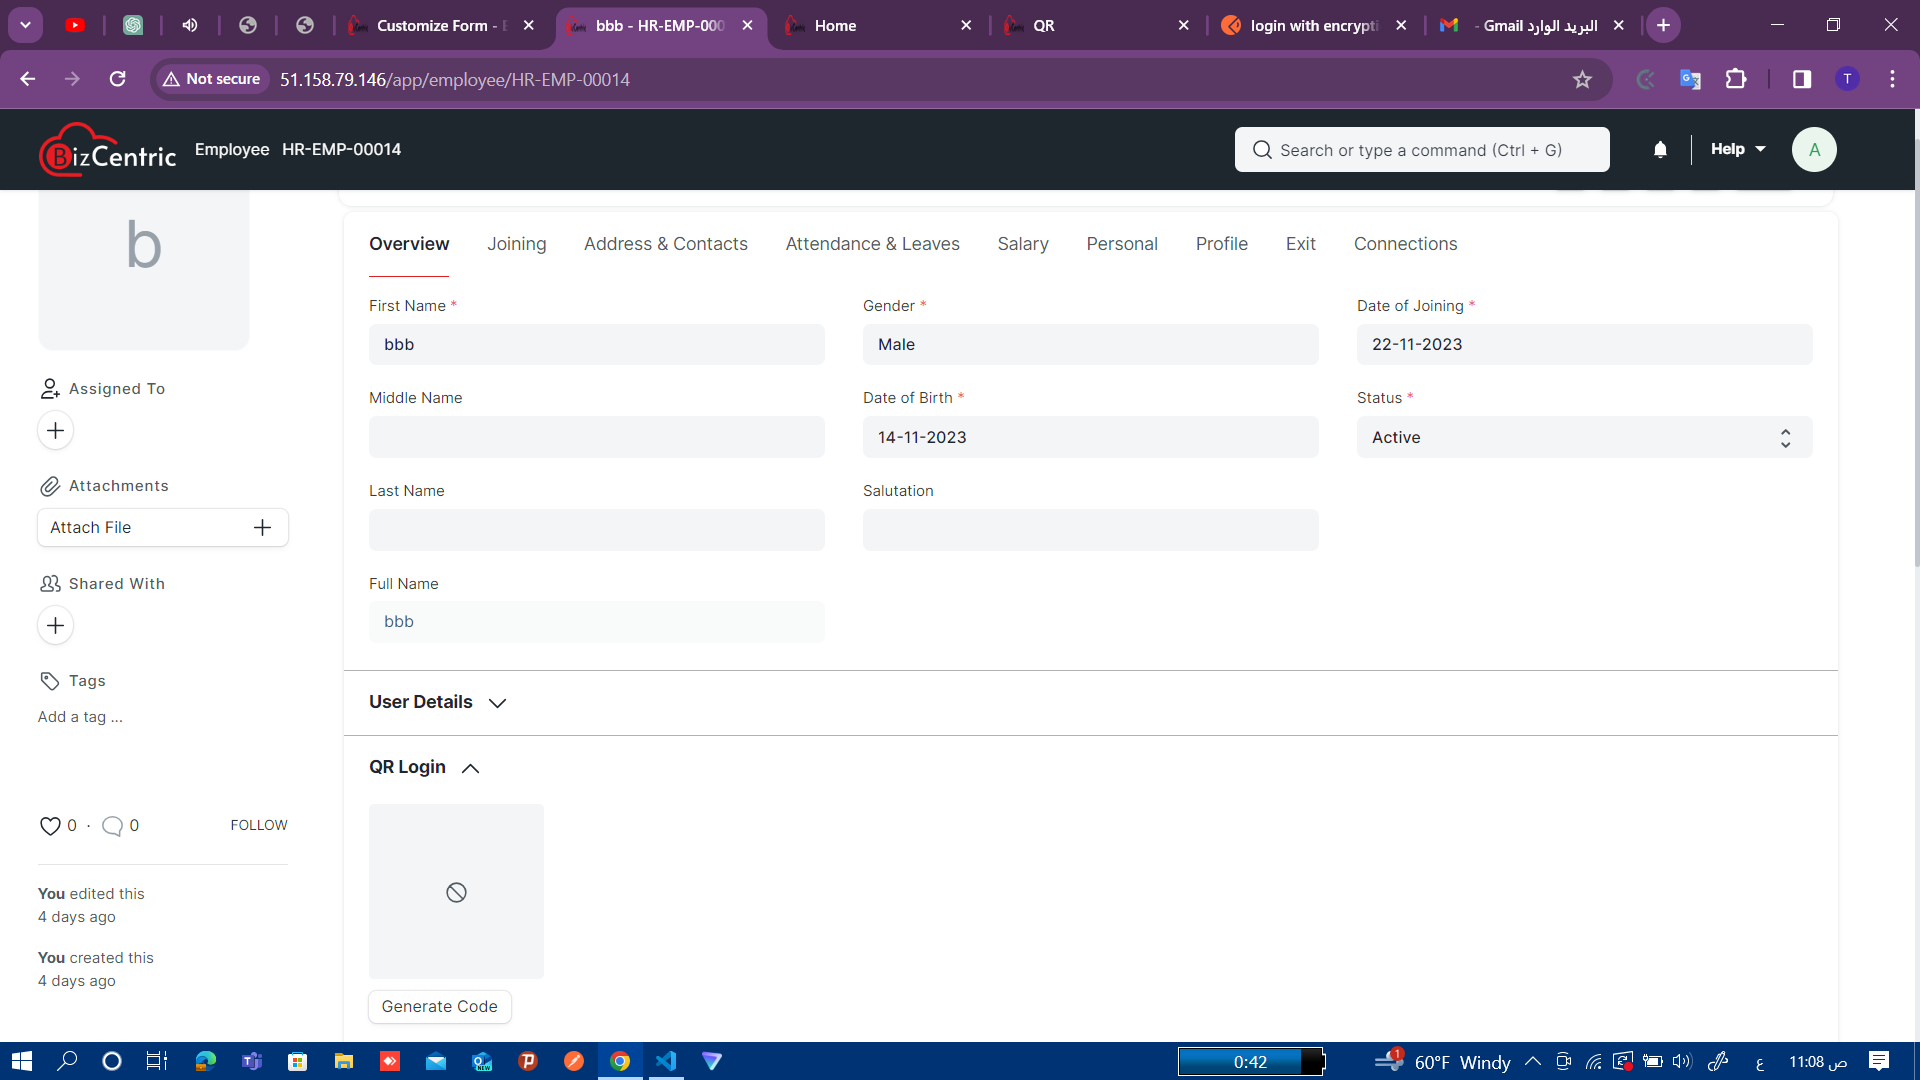 Customize Form - E
bbb - HR-EMP-000
Home
QR
login with encrypti
البريد الوارد - Gmail
Not secure
51.158.79.146/app/employee/HR-EMP-00014
T
BizCentric
Employee HR-EMP-00014
Search or type a command (Ctrl + G)
Help
A
b
Assigned To
Attachments
Attach File
Shared With
Tags
Add a tag ...
0 · 0
FOLLOW
You edited this
4 days ago
You created this
4 days ago
Overview Joining Address & Contacts Attendance & Leaves Salary Personal Profile Exit Connections
First Name *
bbb
Gender *
Male
Date of Joining *
22-11-2023
Middle Name
Date of Birth *
14-11-2023
Status *
Active
Last Name
Salutation
Full Name
bbb
User Details
QR Login
Generate Code
NEW
0:42
1
60°F Windy
ع
11:08 ص